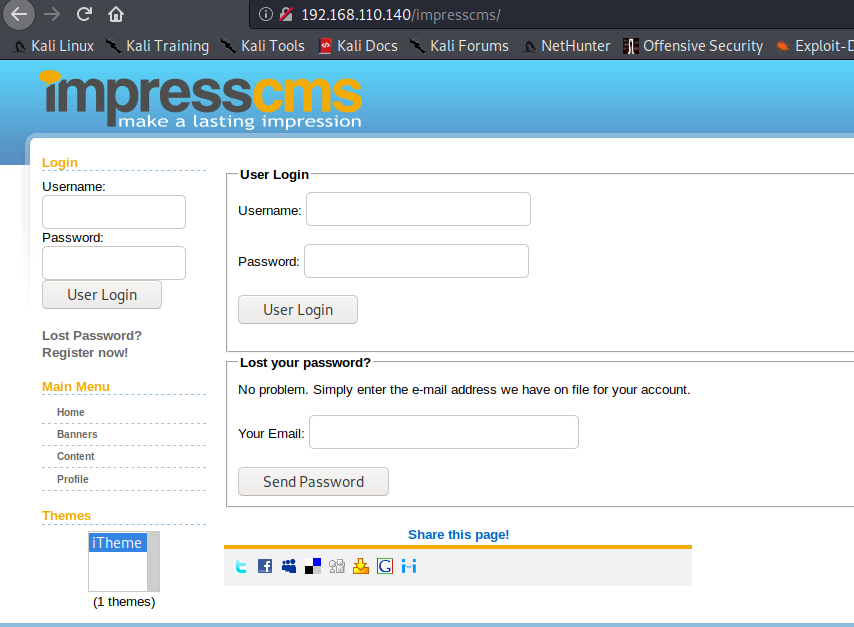 192.168.110.140/impresscms/
Kali Linux Kali Training Kali Tools Kali Docs Kali Forums NetHunter Offensive Security Exploit-D
impresscms
make a lasting impression
Login
Username:
Password:
User Login
Lost Password?
Register now!
Main Menu
Home
Banners
Content
Profile
Themes
iTheme
(1 themes)
User Login
Username:
Password:
User Login
Lost your password?
No problem. Simply enter the e-mail address we have on file for your account.
Your Email:
Send Password
Share this page!